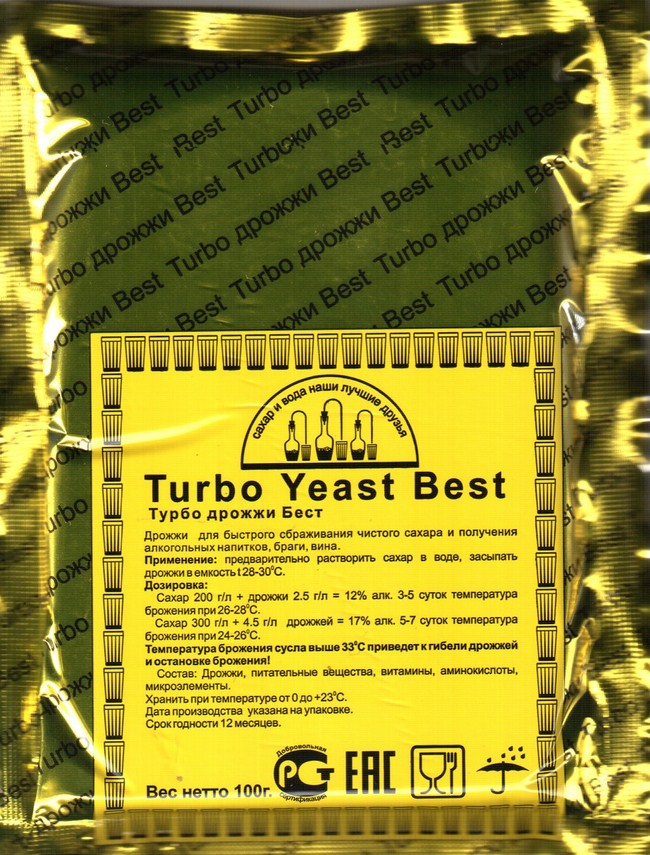 Turbo дрожжи Best Turbo дрожжи Best
сахар и вода наши лучшие друзья
Turbo Yeast Best
Турбо дрожжи Бест
Дрожжи для быстрого сбраживания чистого сахара и получения
алкогольных напитков, браги, вина.
Применение: предварительно растворить сахар в воде, засыпать
дрожжи в емкость t 28-30°C.
Дозировка:
Сахар 200 г/л + дрожжи 2.5 г/л = 12% алк. 3-5 суток температура
брожения при 26-28°C.
Сахар 300 г/л + 4.5 г/л дрожжей = 17% алк. 5-7 суток температура
брожения при 24-26°C.
Температура брожения сусла выше 33°C приведет к гибели дрожжей
и остановке брожения!
Состав: Дрожжи, питательные вещества, витамины, аминокислоты,
микроэлементы.
Хранить при температуре от 0 до +23°C.
Дата производства указана на упаковке.
Срок годности 12 месяцев.
Добровольная
РСТ EAC
сертификация
Вес нетто 100г.